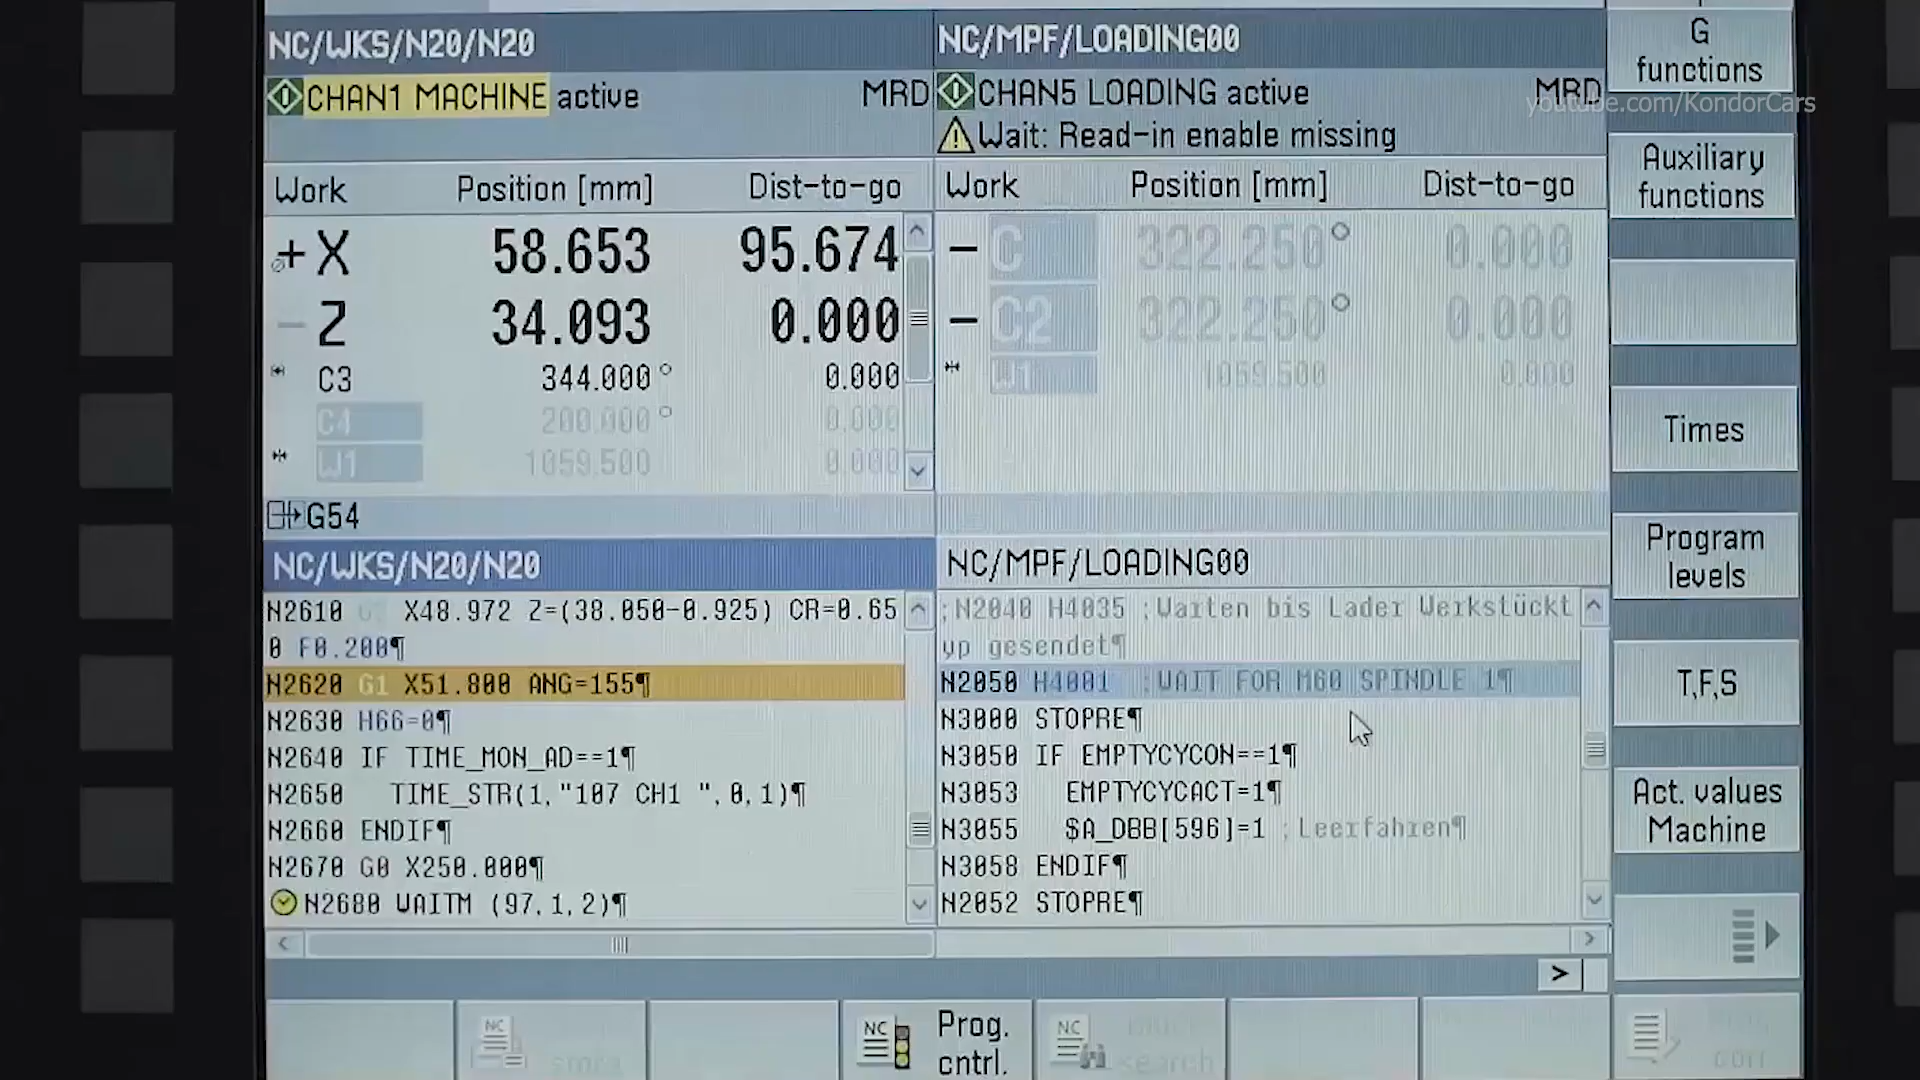 NC/WKS/N20/N20
CHAN1 MACHINE active MRD
Work Position [mm] Dist-to-go
+ X 58.653 95.674
- Z 34.093 0.000
C3 344.000° 0.000
C4 200.000° 0.000
W1 1059.500 0.000
G54
NC/WKS/N20/N20
N2610 X48.972 Z=(38.050-0.925) CR=0.65
0 F0.200¶
N2620 G1 X51.800 ANG=155¶
N2630 H66=0¶
N2640 IF TIME_MON_AD==1¶
N2650 TIME_STR(1,"107 CH1 ",0,1)¶
N2660 ENDIF¶
N2670 G0 X250.000¶
N2680 WAITM (97,1,2)¶
NC/MPF/LOADING00
CHAN5 LOADING active MRD
Wait: Read-in enable missing
Work Position [mm] Dist-to-go
- C 322.250° 0.000
- C2 322.250° 0.000
W1 1059.500 0.000
NC/MPF/LOADING00
;N2040 H4035 ;Warten bis Lader Werkstückt
yp gesendet¶
N2050 H4001 ;WAIT FOR M60 SPINDLE 1¶
N3000 STOPRE¶
N3050 IF EMPTYCYCON==1¶
N3053 EMPTYCYCACT=1¶
N3055 $A_DBB[596]=1 ;Leerfahren¶
N3058 ENDIF¶
N2052 STOPRE¶
>
G
functions
youtube.com/KondorCars
Auxiliary
functions
Times
Program
levels
T,F,S
Act. values
Machine
NC
NC Prog.
cntrl.
NC
search